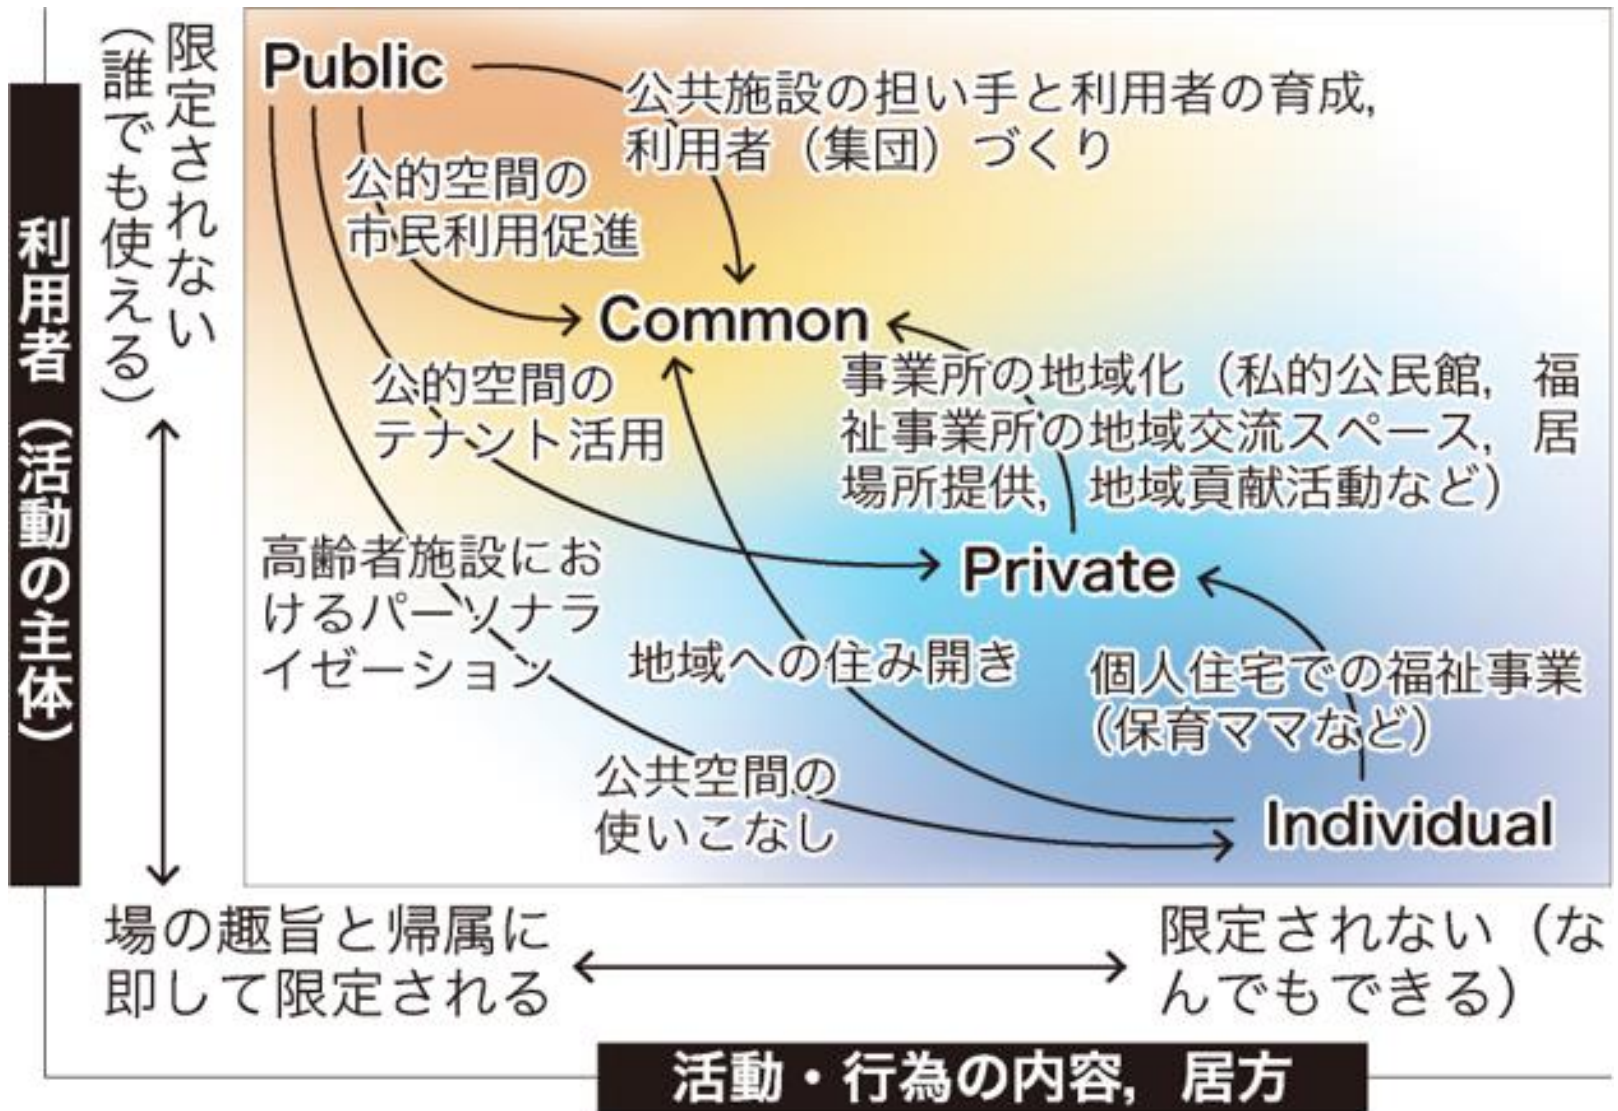 利用者（活動の主体）
限定されない
（誰でも使える）
Public
公共施設の担い手と利用者の育成，
利用者（集団）づくり
公的空間の
市民利用促進
Common
公的空間の
テナント活用
事業所の地域化（私的公民館，福
祉事業所の地域交流スペース，居
場所提供，地域貢献活動など）
高齢者施設にお
けるパーソナラ
イゼーション
Private
地域への住み開き
個人住宅での福祉事業
（保育ママなど）
公共空間の
使いこなし
Individual
場の趣旨と帰属に
即して限定される
限定されない（な
んでもできる）
活動・行為の内容，居方